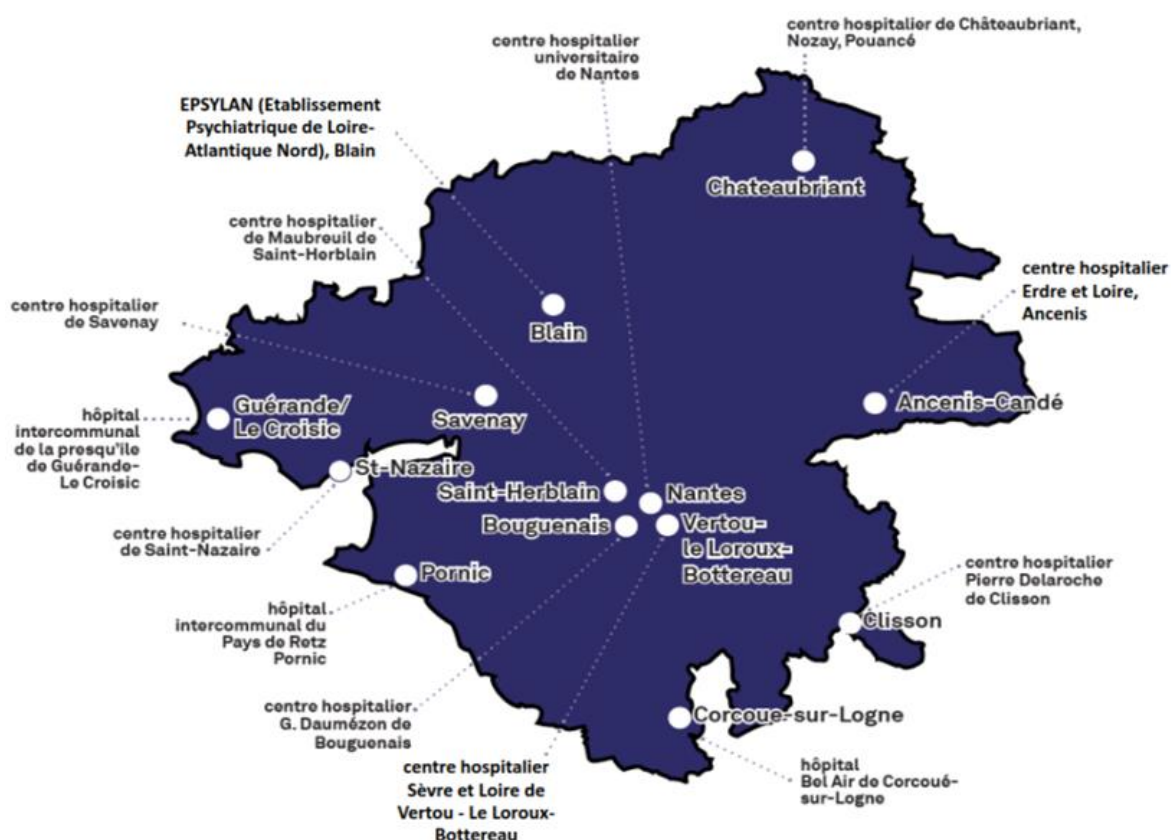 centre hospitalier
universitaire
de Nantes
centre hospitalier de Châteaubriant,
Nozay, Pouancé
EPSYLAN (Etablissement
Psychiatrique de Loire-
Atlantique Nord), Blain
centre hospitalier
de Maubreuil de
Saint-Herblain
centre hospitalier
de Savenay
hôpital
intercommunal
de la presqu'île
de Guérande-
Le Croisic
centre hospitalier
de Saint-Nazaire
hôpital
intercommunal du
Pays de Retz
Pornic
centre hospitalier
G. Daumézon de
Bouguenais
centre hospitalier
Sèvre et Loire de
Vertou - Le Loroux-
Bottereau
hôpital
Bel Air de Corcoué-
sur-Logne
centre hospitalier
Pierre Delaroche
de Clisson
centre hospitalier
Erdre et Loire,
Ancenis
Chateaubriant
Blain
Ancenis-Candé
Guérande/
Le Croisic
Savenay
St-Nazaire
Saint-Herblain
Nantes
Bouguenais
Vertou-
le Loroux-
Bottereau
Pornic
Clisson
Corcoue-sur-Logne